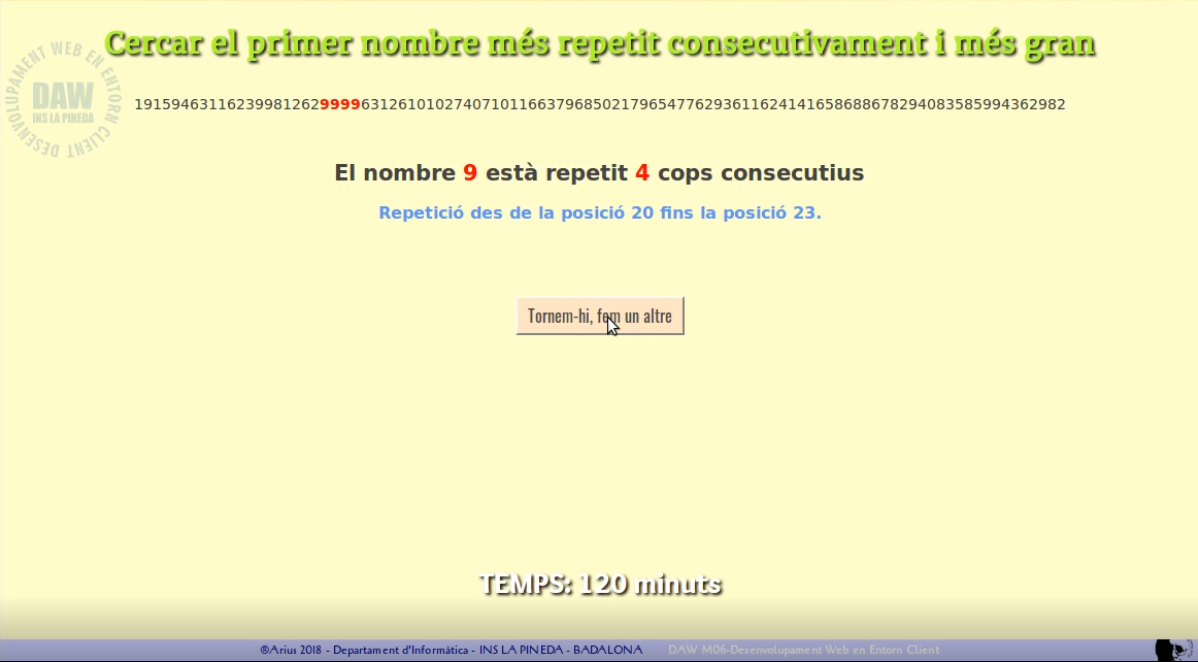 Cercar el primer nombre més repetit consecutivament i més gran
DESENVOLUPAMENT WEB EN ENTORN CLIENT
DAW
INS LA PINEDA
1915946311623998126299996312610102740710116637968502179654776293611624141658688678294083585994362982
El nombre 9 està repetit 4 cops consecutius
Repetició des de la posició 20 fins la posició 23.
Tornem-hi, fem un altre
TEMPS: 120 minuts
®Arius 2018 - Departament d'Informàtica - INS LA PINEDA - BADALONA DAW M06-Desenvolupament Web en Entorn Client